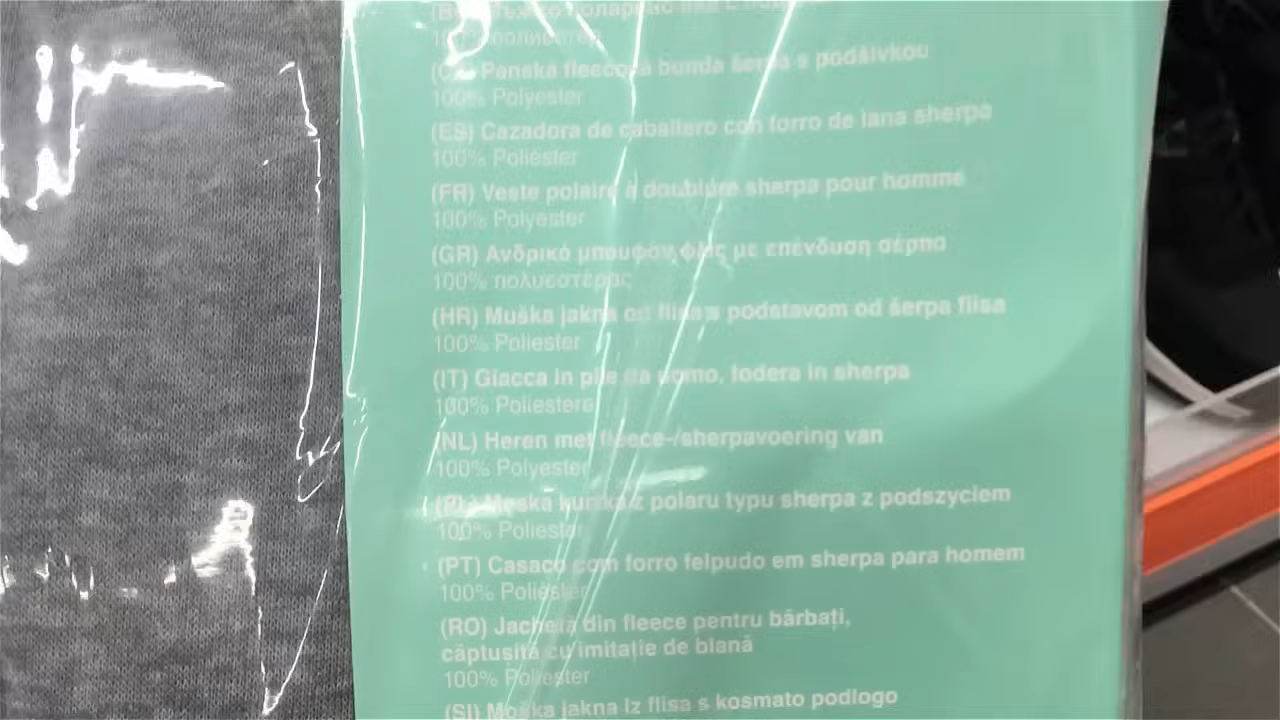 100% полиестер
(CZ) Pánská fleecová bunda šerpa s podšívkou
100% Polyester
(ES) Cazadora de caballero con forro de lana sherpa
100% Poliéster
(FR) Veste polaire à doublure sherpa pour homme
100% Polyester
(GR) Ανδρικό μπουφάν φλις με επένδυση σέρπα
100% πολυεστέρας
(HR) Muška jakna od flisa s podstavom od šerpa flisa
100% Poliester
(IT) Giacca in pile da uomo, fodera in sherpa
100% Poliestere
(NL) Heren met fleece-/sherpavoering van
100% Polyester
(PL) Męska kurtka z polaru typu sherpa z podszyciem
100% Poliester
(PT) Casaco com forro felpudo em sherpa para homem
100% Poliéster
(RO) Jachetă din fleece pentru bărbați,
căptușită cu imitație de blană
100% Poliester
(SI) Moška jakna iz flisa s kosmato podlogo